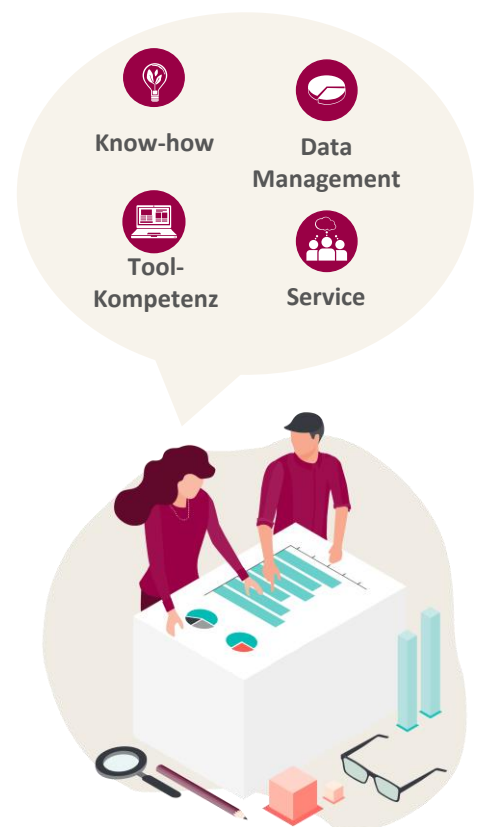 Know-how
Data
Management
Tool-
Kompetenz
Service